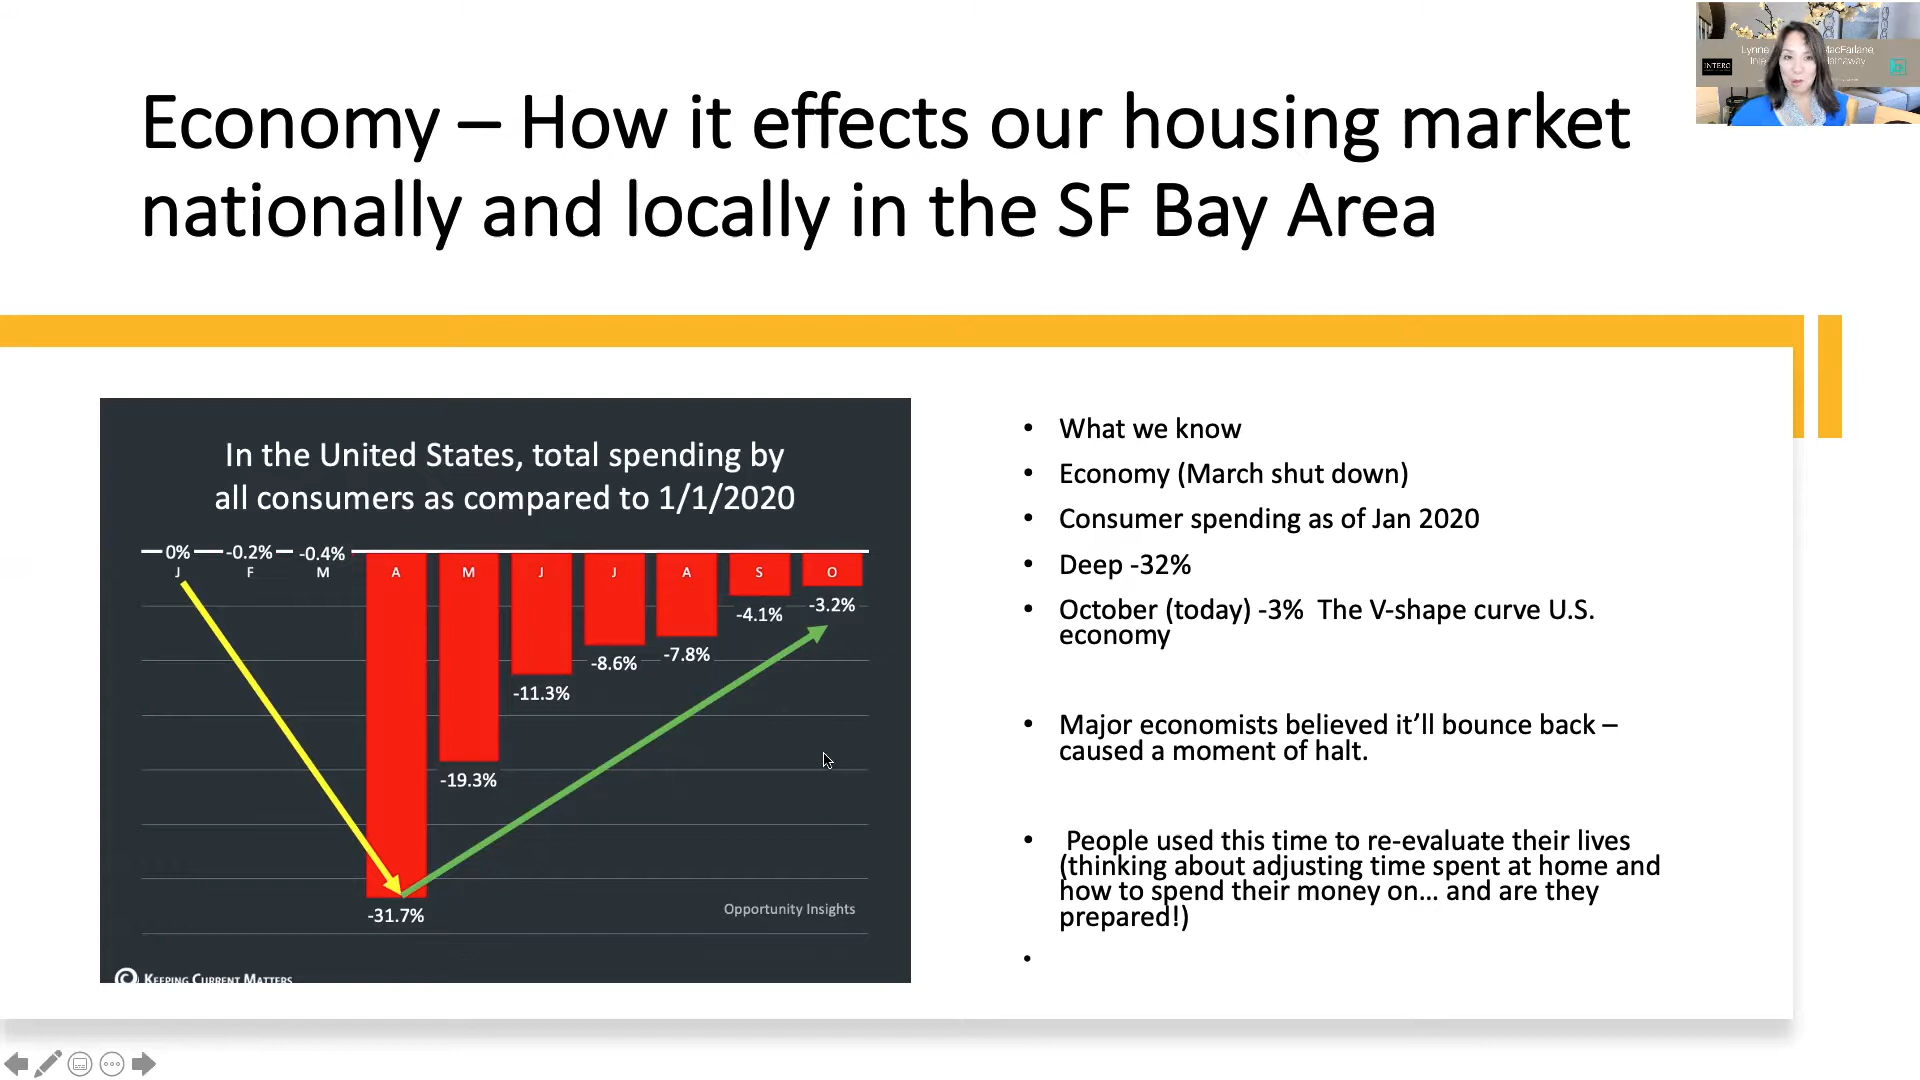 Economy – How it effects our housing market
nationally and locally in the SF Bay Area
Lynne MacFarlane
INTERO
In the United States, total spending by
all consumers as compared to 1/1/2020
0% -0.2% -0.4%
J F M A M J J A S O
-3.2%
-4.1%
-7.8%
-8.6%
-11.3%
-19.3%
-31.7%
Opportunity Insights
© KEEPING CURRENT MATTERS
• What we know
• Economy (March shut down)
• Consumer spending as of Jan 2020
• Deep -32%
• October (today) -3%  The V-shape curve U.S.
economy
• Major economists believed it’ll bounce back –
caused a moment of halt.
• People used this time to re-evaluate their lives
(thinking about adjusting time spent at home and
how to spend their money on... and are they
prepared!)
•